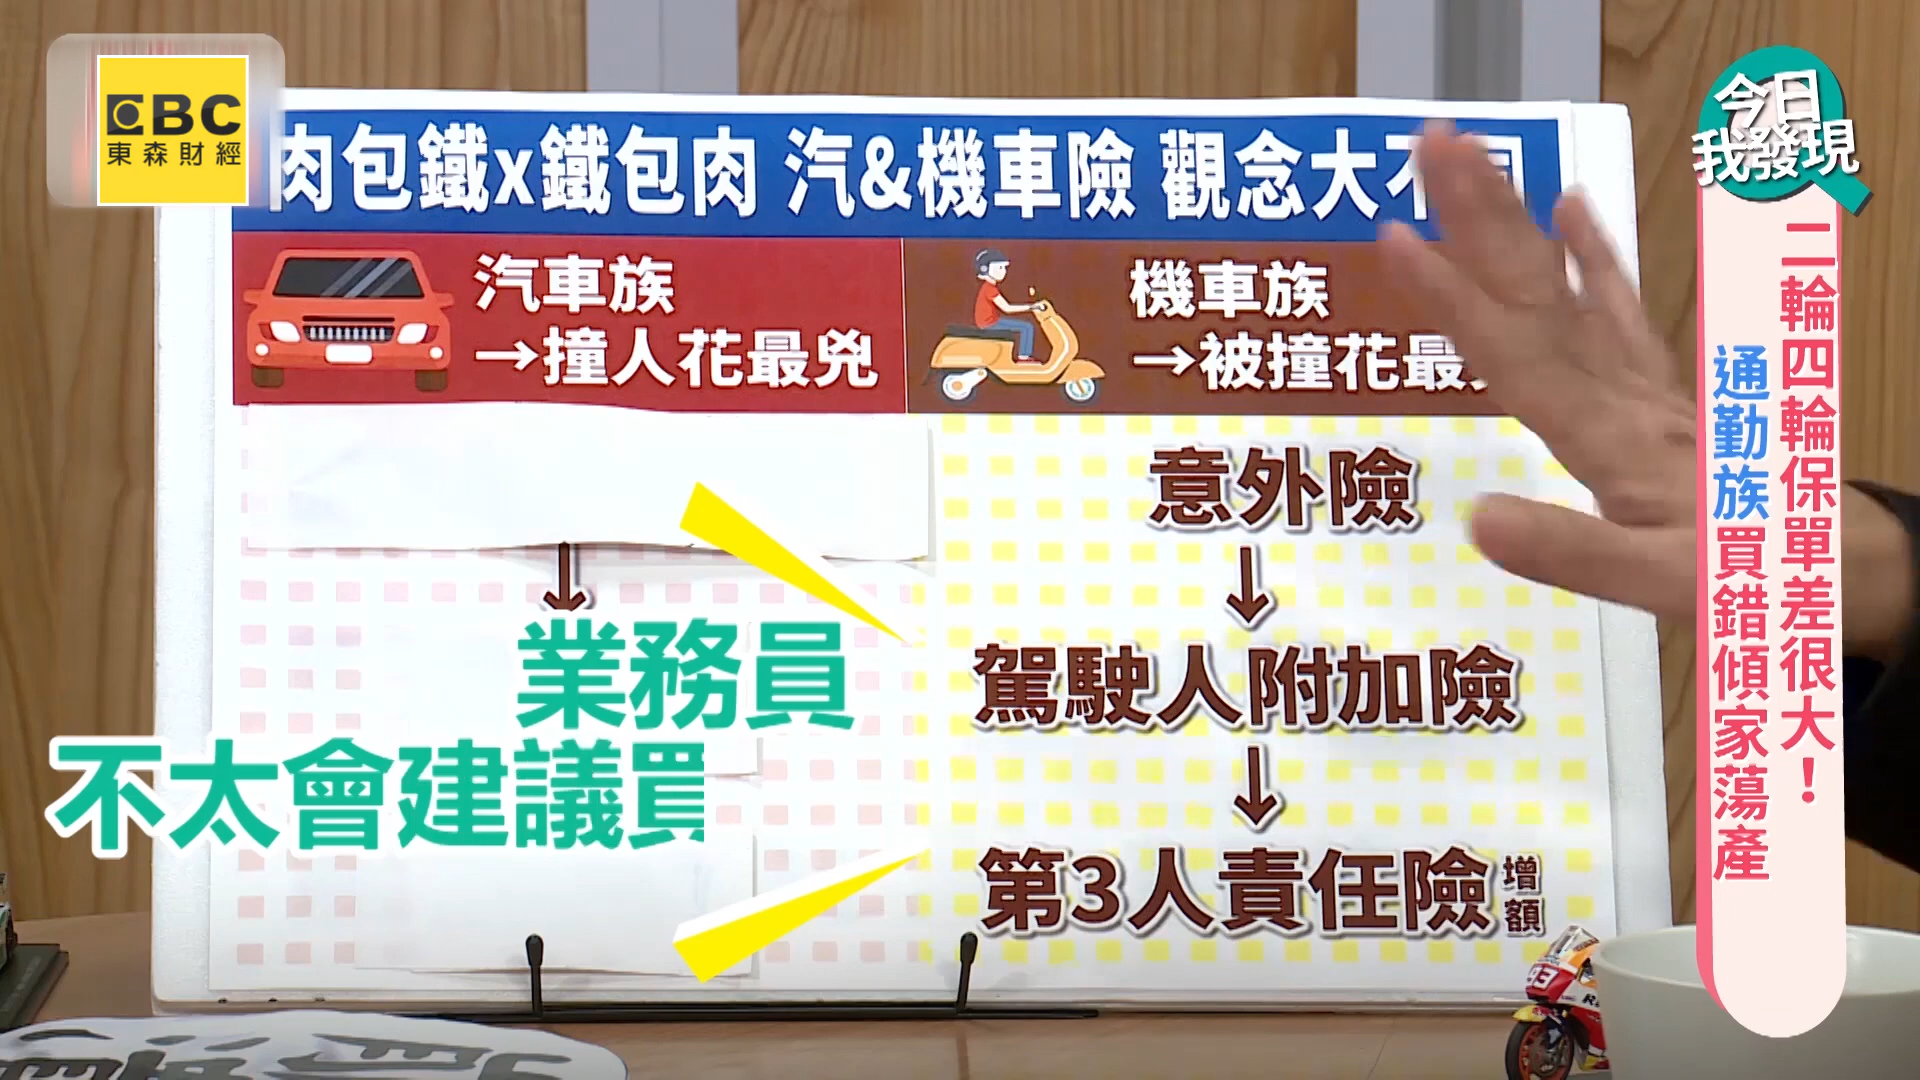 EBC
東森財經
肉包鐵x鐵包肉 汽&機車險 觀念大不
汽車族
→撞人花最兇
機車族
→被撞花最
意外險
↓
駕駛人附加險
↓
第3人責任險增額
↓
業務員
不太會建議買
今日
我發現
二輪四輪保單差很大！
通勤族買錯傾家蕩產
93